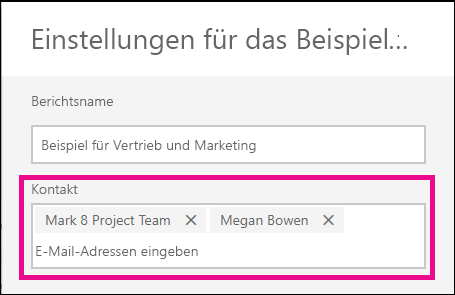 Einstellungen für das Beispiel...
Berichtsname
Beispiel für Vertrieb und Marketing
Kontakt
Mark 8 Project Team × Megan Bowen ×
E-Mail-Adressen eingeben